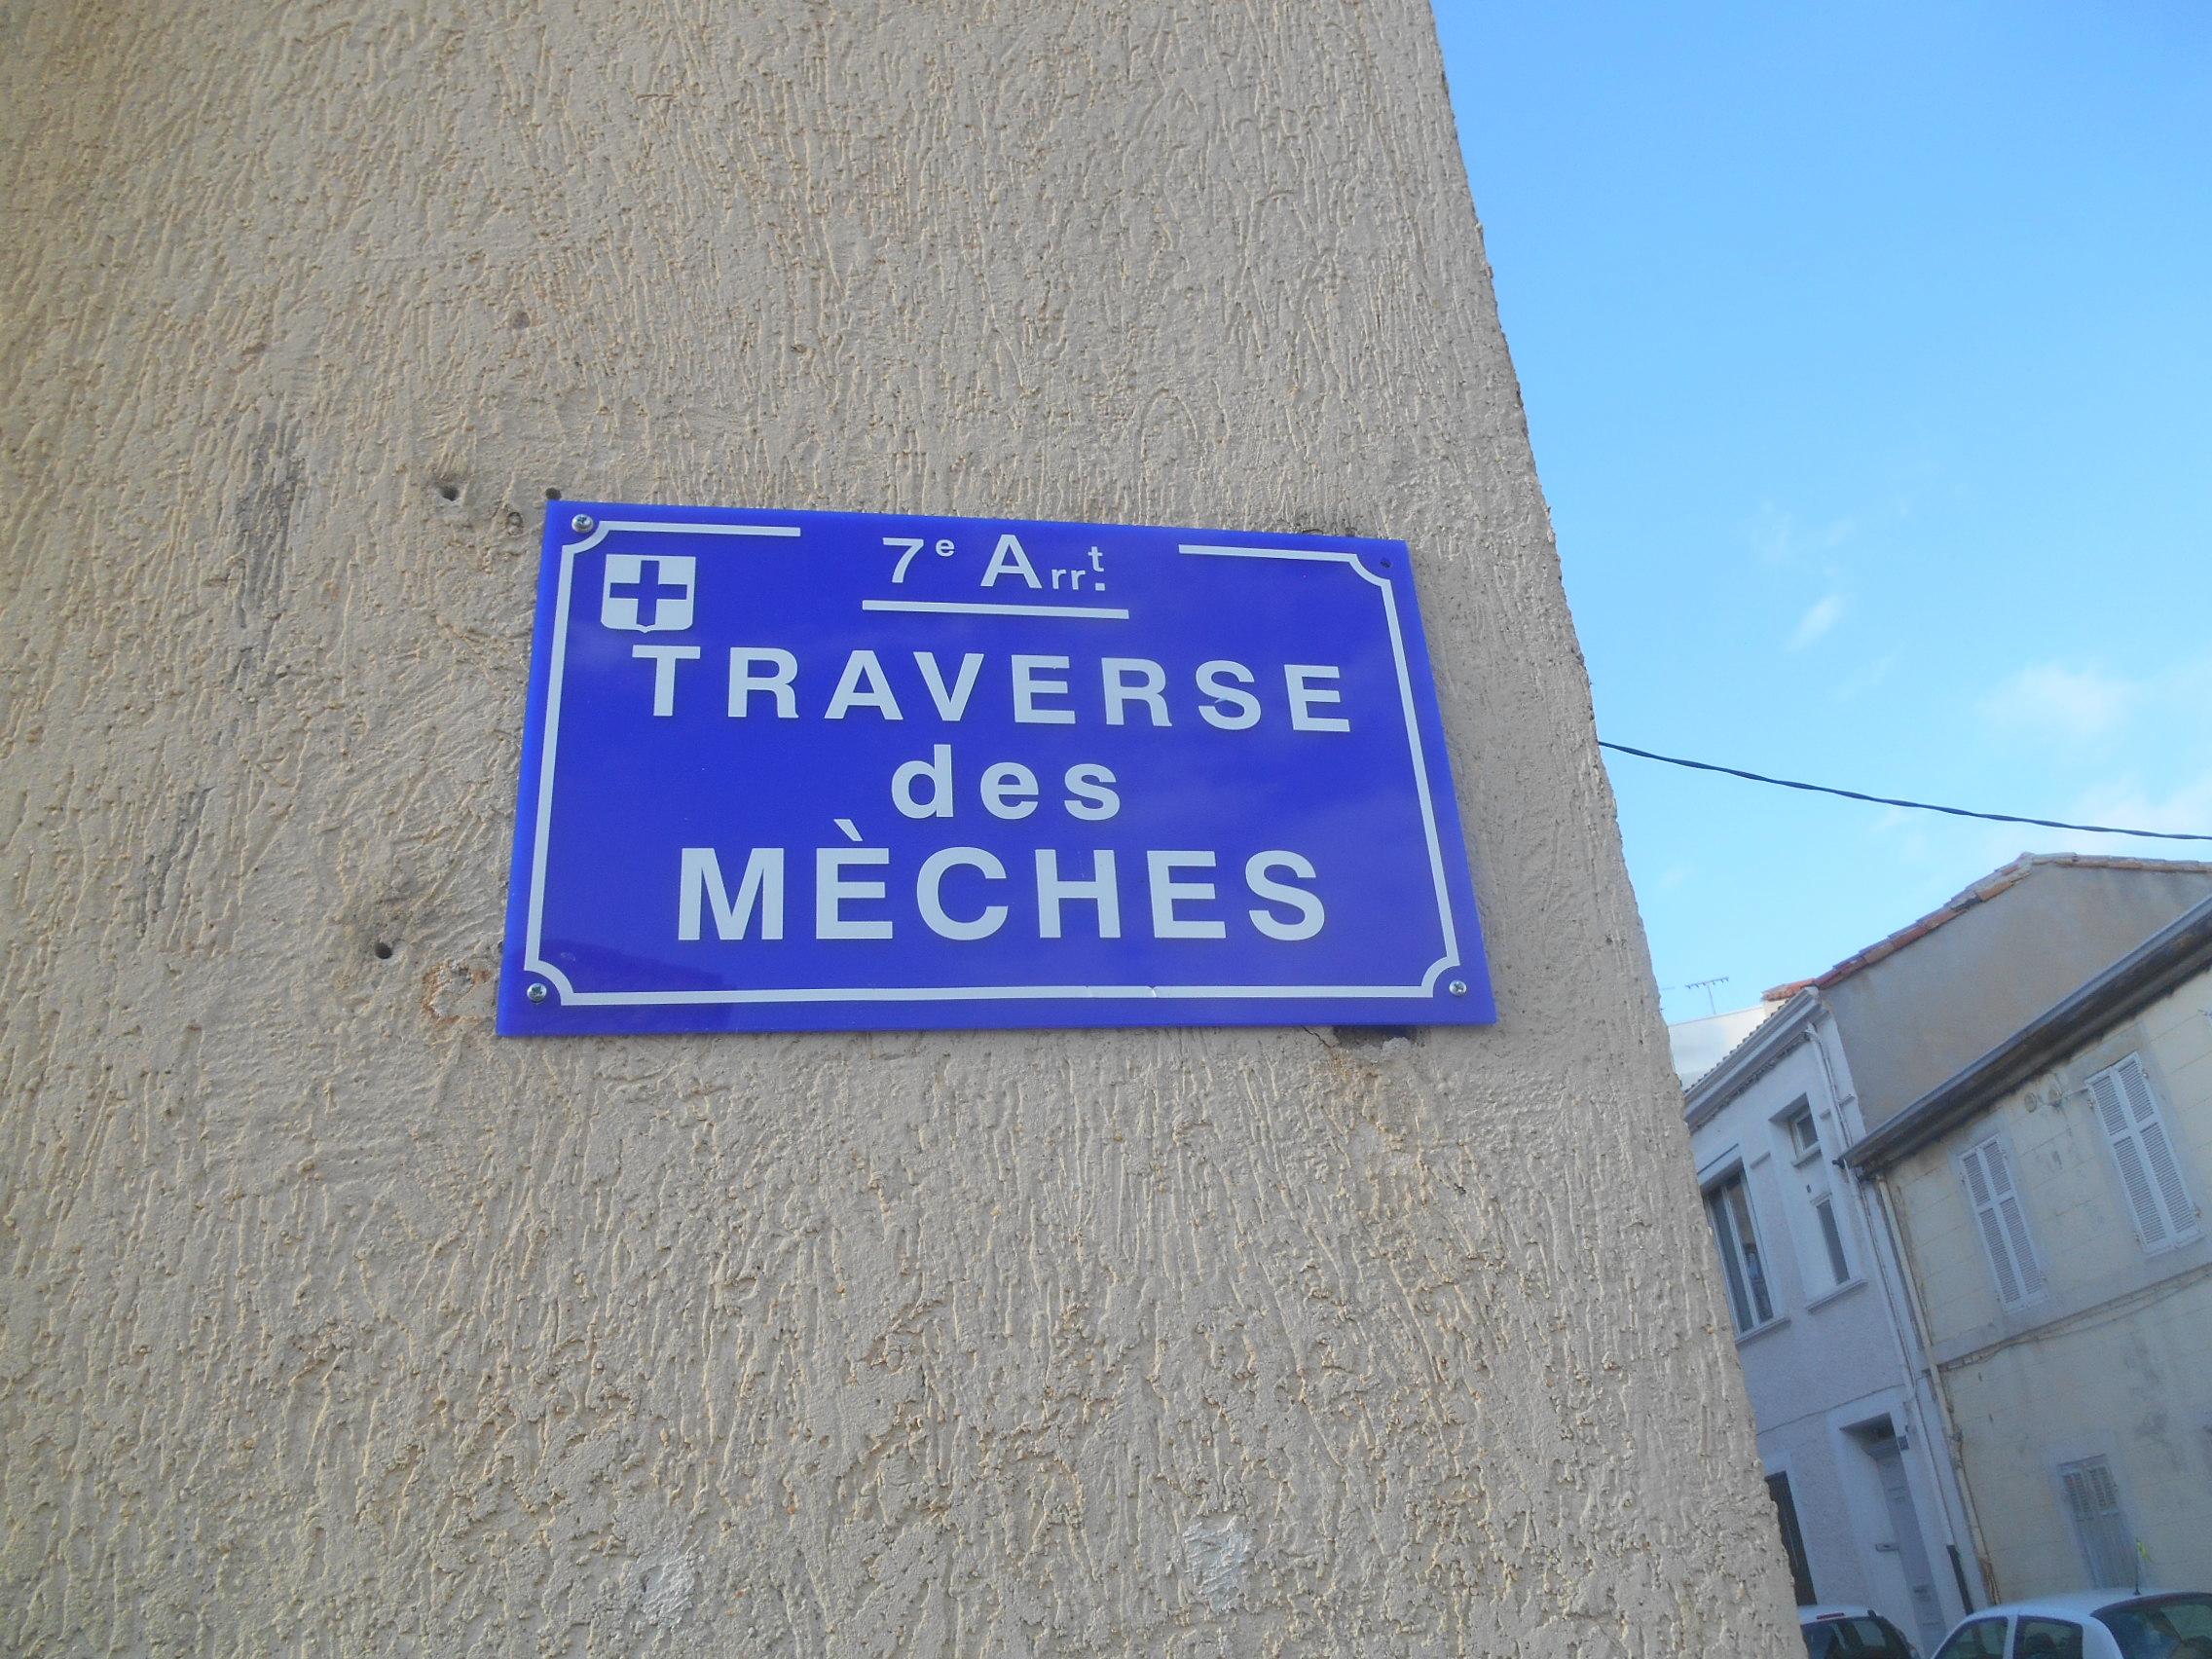 7e Arrt.
TRAVERSE
des
MÈCHES